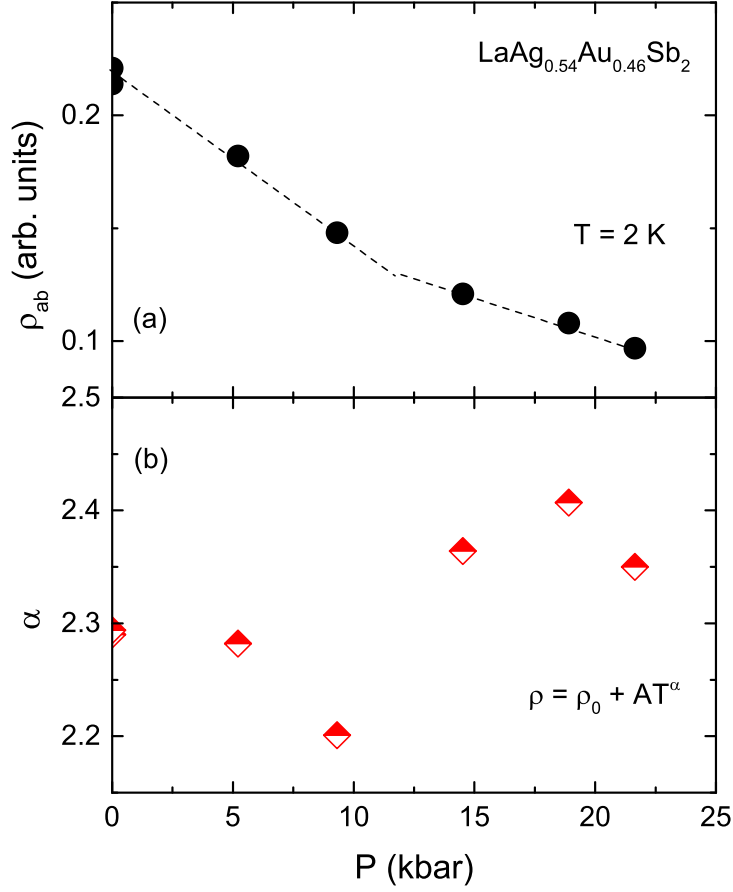 LaAg0.54Au0.46Sb2
0.2
ρab (arb. units)
T = 2 K
(a)
0.1
2.5
(b)
2.4
α
2.3
ρ = ρ0 + ATα
2.2
0 5 10 15 20 25
P (kbar)